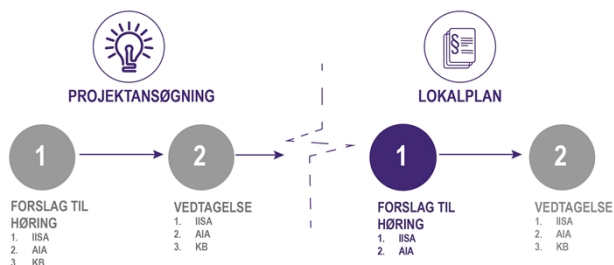 PROJEKTANSØGNING
1
2
FORSLAG TIL
HØRING
1. IISA
2. AIA
3. KB
VEDTAGELSE
1. IISA
2. AIA
3. KB
§
LOKALPLAN
1
2
FORSLAG TIL
HØRING
1. IISA
2. AIA
VEDTAGELSE
1. IISA
2. AIA
3. KB